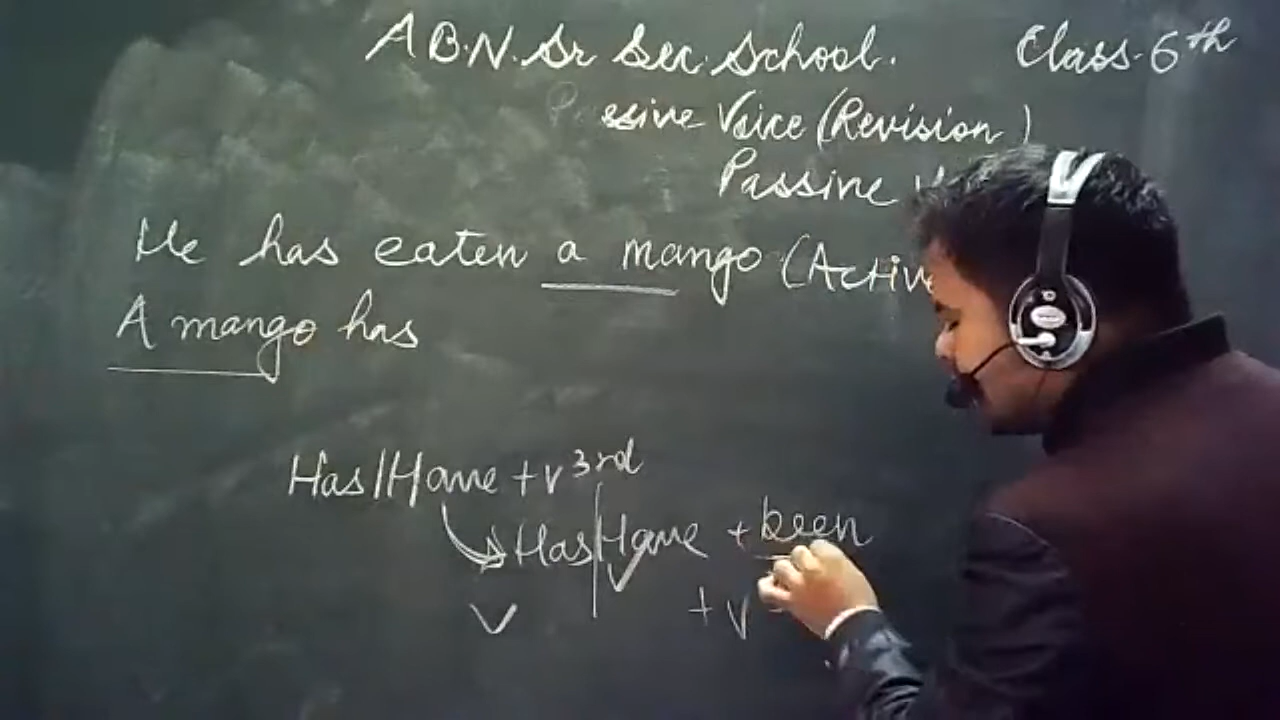 A B.N. Sr Sec. School. Class-6th
Passive Voice (Revision)
Passive
He has eaten a mango (Active
A mango has
Has/Have + v 3rd
Has/Have + been
+ v